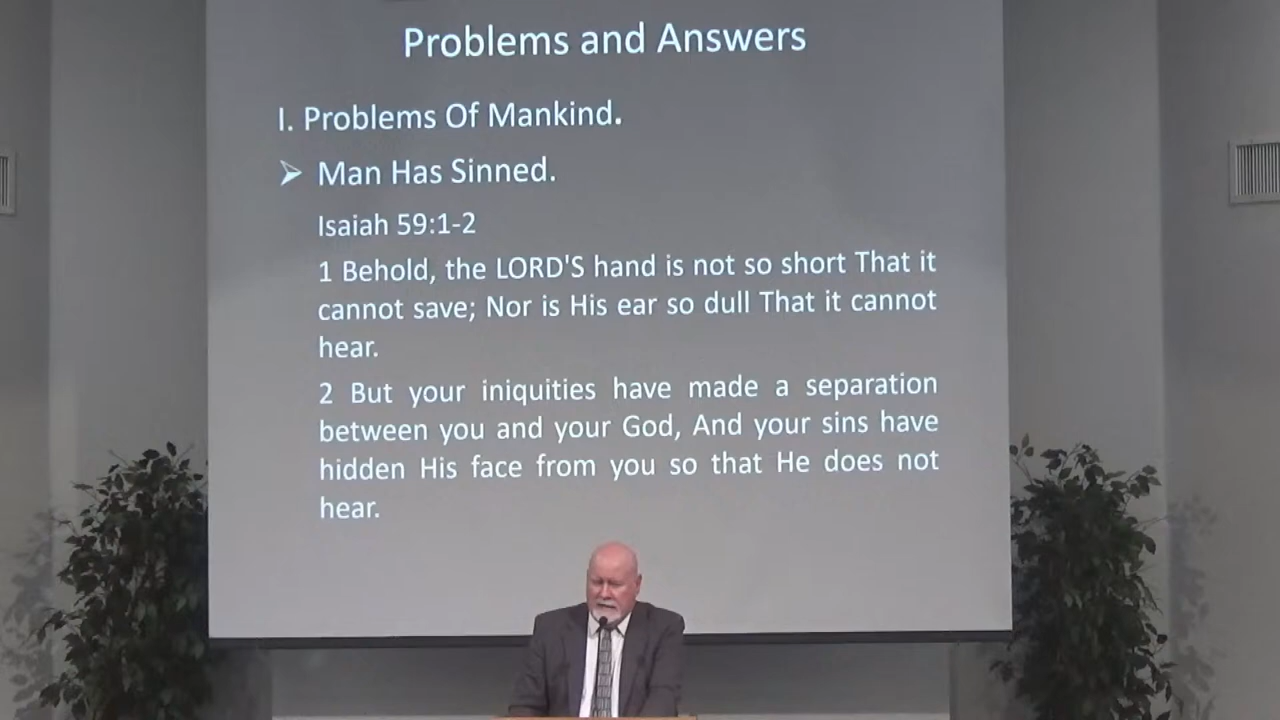 Problems and Answers
I. Problems Of Mankind.
➢ Man Has Sinned.
Isaiah 59:1-2
1 Behold, the LORD'S hand is not so short That it
cannot save; Nor is His ear so dull That it cannot
hear.
2 But your iniquities have made a separation
between you and your God, And your sins have
hidden His face from you so that He does not
hear.